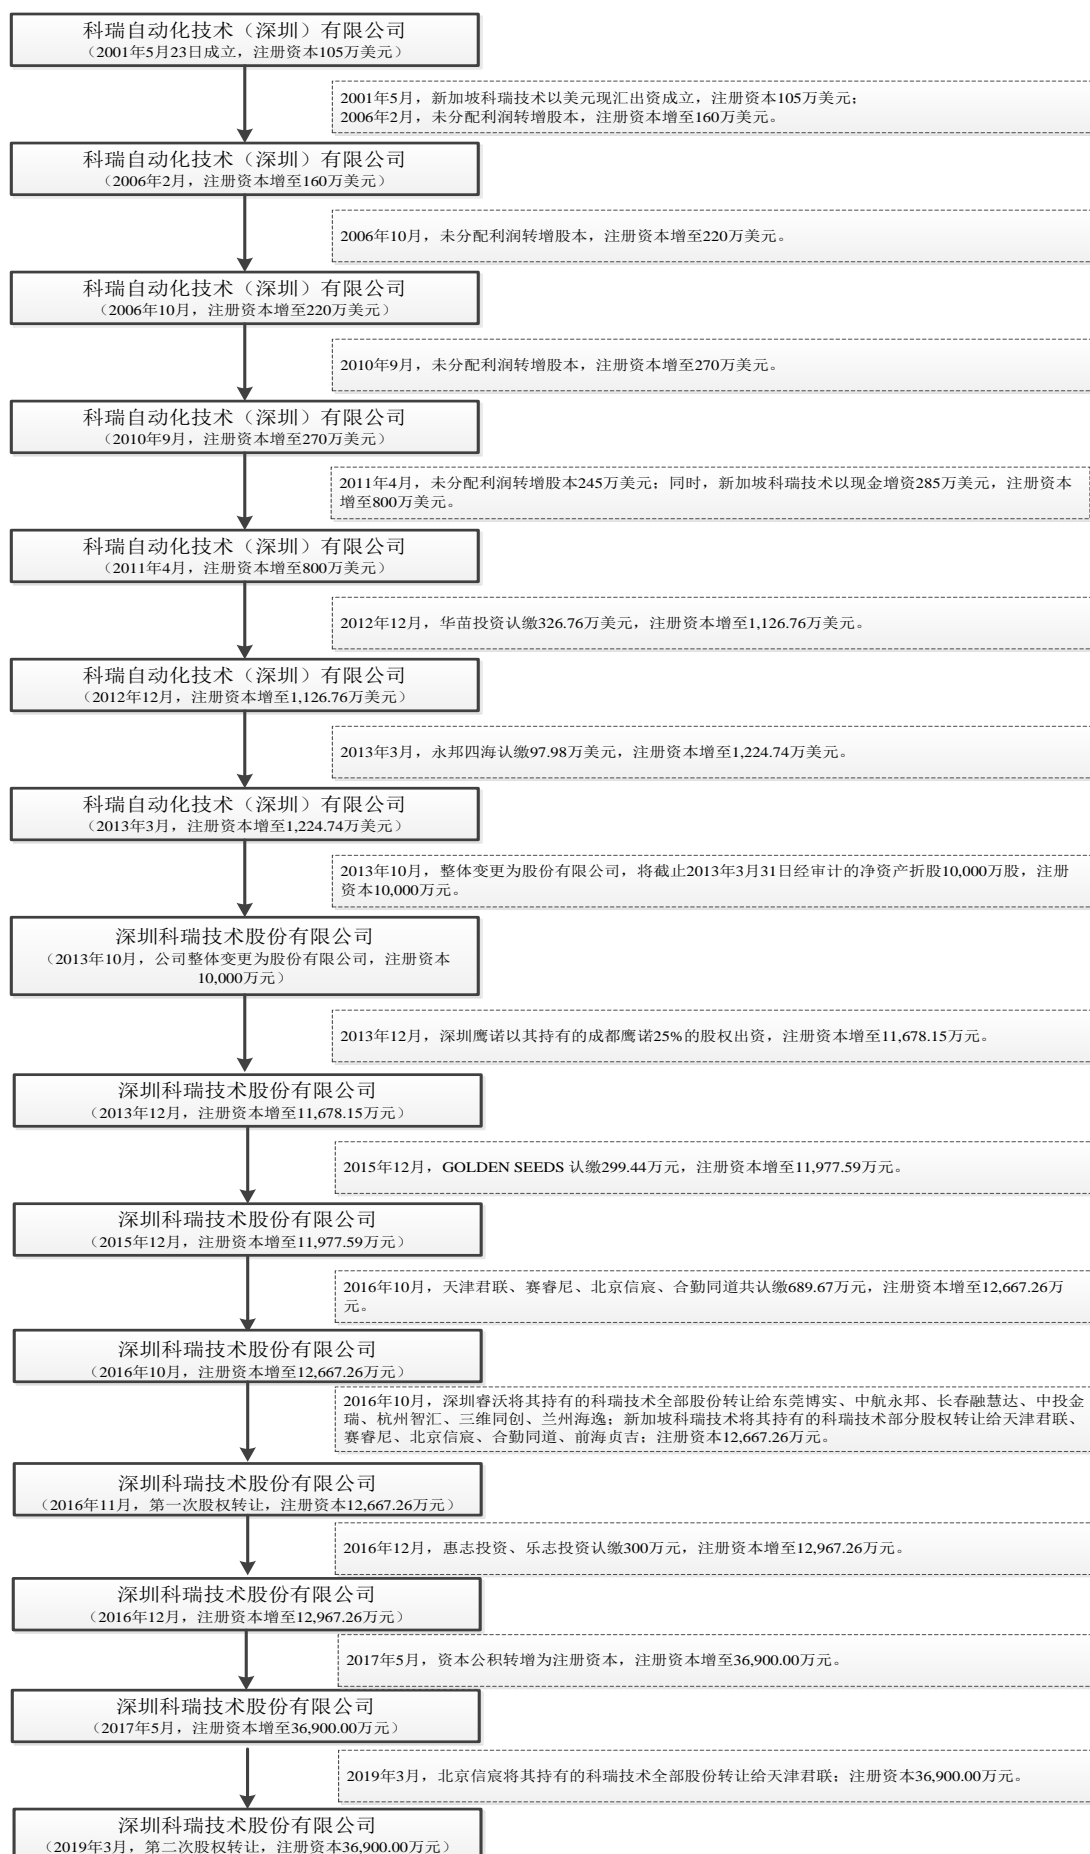 科瑞自动化技术（深圳）有限公司
（2001年5月23日成立，注册资本105万美元）
2001年5月，新加坡科瑞技术以美元现汇出资成立，注册资本105万美元；
2006年2月，未分配利润转增股本，注册资本增至160万美元。
科瑞自动化技术（深圳）有限公司
（2006年2月，注册资本增至160万美元）
2006年10月，未分配利润转增股本，注册资本增至220万美元。
科瑞自动化技术（深圳）有限公司
（2006年10月，注册资本增至220万美元）
2010年9月，未分配利润转增股本，注册资本增至270万美元。
科瑞自动化技术（深圳）有限公司
（2010年9月，注册资本增至270万美元）
2011年4月，未分配利润转增股本245万美元；同时，新加坡科瑞技术以现金增资285万美元，注册资本
增至800万美元。
科瑞自动化技术（深圳）有限公司
（2011年4月，注册资本增至800万美元）
2012年12月，华苗投资认缴326.76万美元，注册资本增至1,126.76万美元。
科瑞自动化技术（深圳）有限公司
（2012年12月，注册资本增至1,126.76万美元）
2013年3月，永邦四海认缴97.98万美元，注册资本增至1,224.74万美元。
科瑞自动化技术（深圳）有限公司
（2013年3月，注册资本增至1,224.74万美元）
2013年10月，整体变更为股份有限公司，将截止2013年3月31日经审计的净资产折股10,000万股，注册
资本10,000万元。
深圳科瑞技术股份有限公司
（2013年10月，公司整体变更为股份有限公司，注册资本
10,000万元）
2013年12月，深圳鹰诺以其持有的成都鹰诺25%的股权出资，注册资本增至11,678.15万元。
深圳科瑞技术股份有限公司
（2013年12月，注册资本增至11,678.15万元）
2015年12月，GOLDEN SEEDS 认缴299.44万元，注册资本增至11,977.59万元。
深圳科瑞技术股份有限公司
（2015年12月，注册资本增至11,977.59万元）
2016年10月，天津君联、赛睿尼、北京信宸、合勤同道共认缴689.67万元，注册资本增至12,667.26万
元。
深圳科瑞技术股份有限公司
（2016年10月，注册资本增至12,667.26万元）
2016年10月，深圳睿沃将其持有的科瑞技术全部股份转让给东莞博实、中航永邦、长春融慧达、中投金
瑞、杭州智汇、三维同创、兰州海逸；新加坡科瑞技术将其持有的科瑞技术部分股权转让给天津君联、
赛睿尼、北京信宸、合勤同道、前海贞吉；注册资本12,667.26万元。
深圳科瑞技术股份有限公司
（2016年11月，第一次股权转让，注册资本12,667.26万元）
2016年12月，惠志投资、乐志投资认缴300万元，注册资本增至12,967.26万元。
深圳科瑞技术股份有限公司
（2016年12月，注册资本增至12,967.26万元）
2017年5月，资本公积转增为注册资本，注册资本增至36,900.00万元。
深圳科瑞技术股份有限公司
（2017年5月，注册资本增至36,900.00万元）
2019年3月，北京信宸将其持有的科瑞技术全部股份转让给天津君联；注册资本36,900.00万元。
深圳科瑞技术股份有限公司
（2019年3月，第二次股权转让，注册资本36,900.00万元）